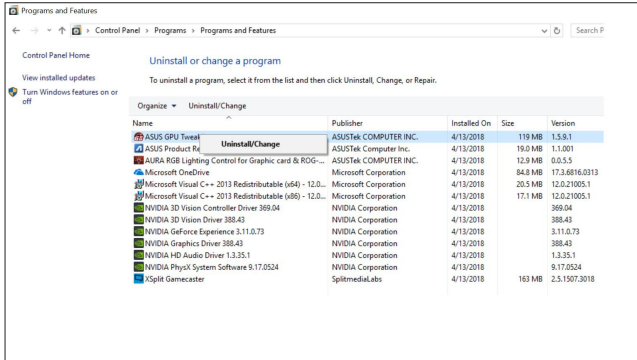 Programs and Features
Control Panel > Programs > Programs and Features
Search P
Control Panel Home
View installed updates
Turn Windows features on or
off
Uninstall or change a program
To uninstall a program, select it from the list and then click Uninstall, Change, or Repair.
Organize Uninstall/Change
Name Publisher Installed On Size Version
ASUS GPU Tweak ASUSTek COMPUTER INC. 4/13/2018 119 MB 1.5.9.1
Uninstall/Change
ASUS Product Re ASUSTek Computer Inc. 4/13/2018 19.0 MB 1.1.001
AURA RGB Lighting Control for Graphic card & ROG-... ASUSTek COMPUTER INC. 4/13/2018 12.9 MB 0.0.5.5
Microsoft OneDrive Microsoft Corporation 4/13/2018 84.8 MB 17.3.6816.0313
Microsoft Visual C++ 2013 Redistributable (x64) - 12.0... Microsoft Corporation 4/13/2018 20.5 MB 12.0.21005.1
Microsoft Visual C++ 2013 Redistributable (x86) - 12.0... Microsoft Corporation 4/13/2018 17.1 MB 12.0.21005.1
NVIDIA 3D Vision Controller Driver 369.04 NVIDIA Corporation 4/13/2018 369.04
NVIDIA 3D Vision Driver 388.43 NVIDIA Corporation 4/13/2018 388.43
NVIDIA GeForce Experience 3.11.0.73 NVIDIA Corporation 4/13/2018 3.11.0.73
NVIDIA Graphics Driver 388.43 NVIDIA Corporation 4/13/2018 388.43
NVIDIA HD Audio Driver 1.3.35.1 NVIDIA Corporation 4/13/2018 1.3.35.1
NVIDIA PhysX System Software 9.17.0524 NVIDIA Corporation 4/13/2018 9.17.0524
XSplit Gamecaster SplitmediaLabs 4/13/2018 163 MB 2.5.1507.3018